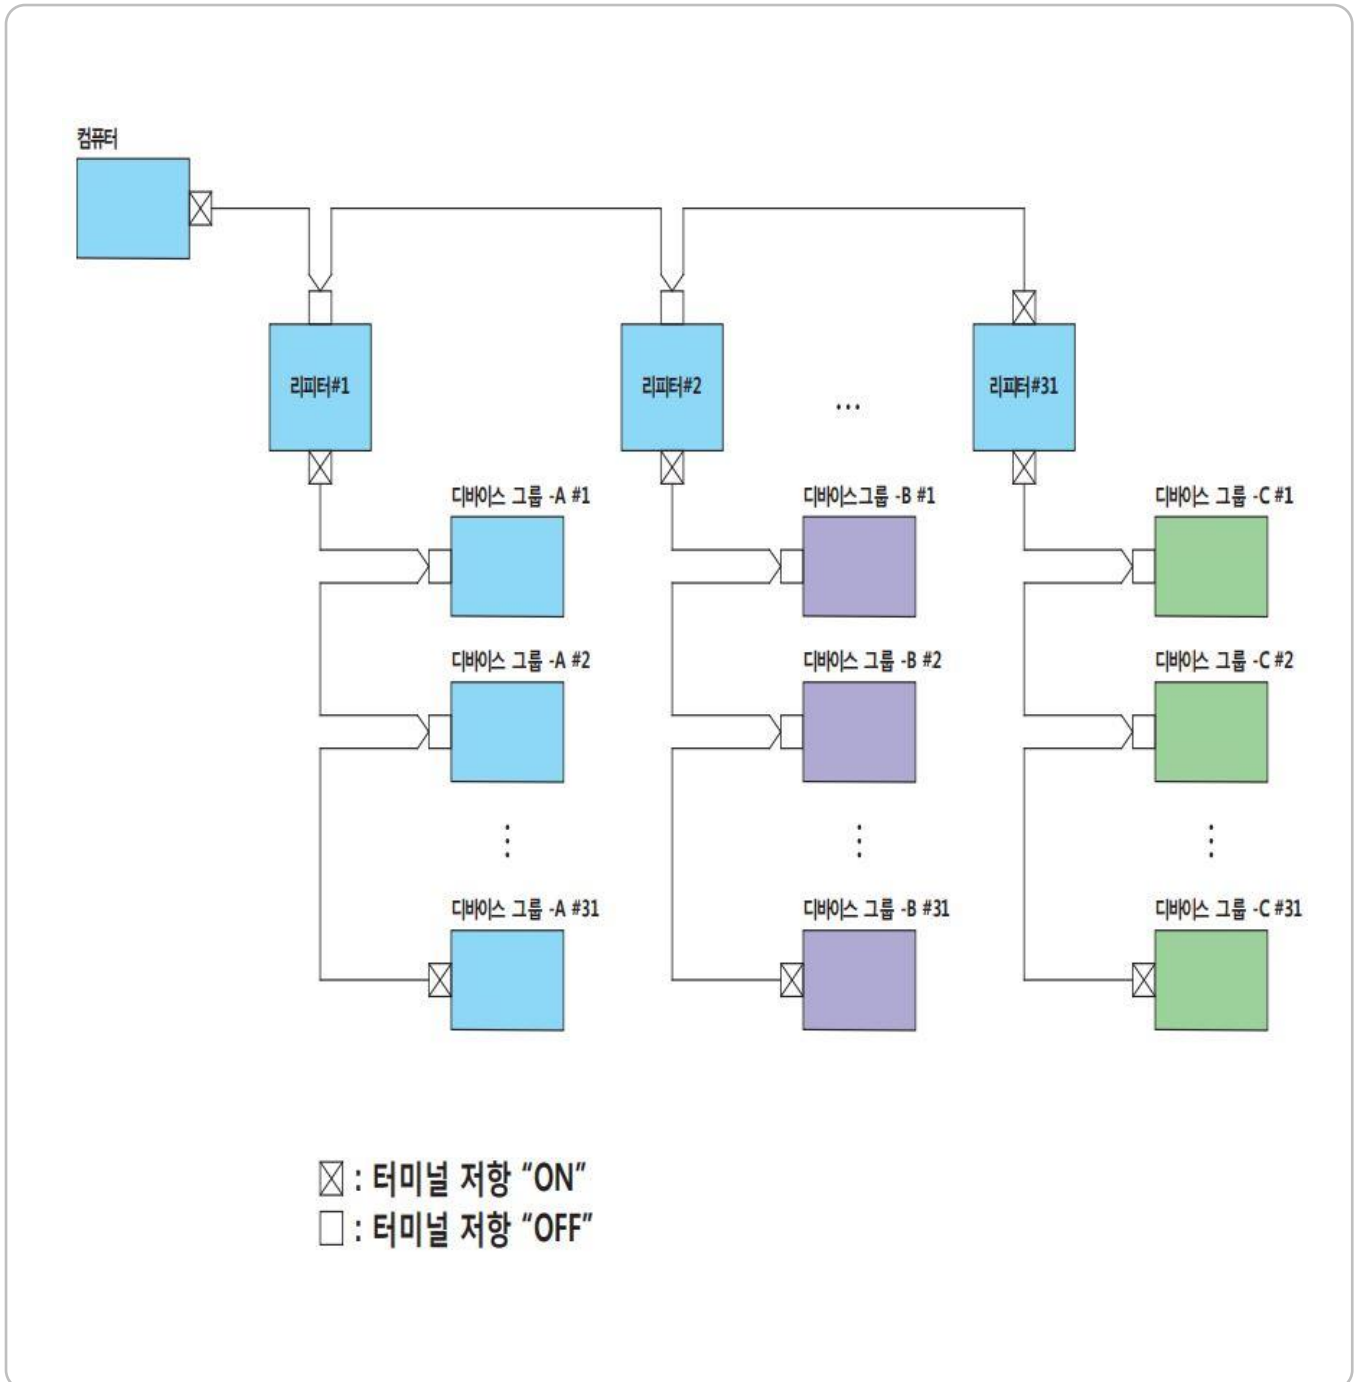 컴퓨터
리피터#1
리피터#2
...
리피터#31
디바이스 그룹 -A #1
디바이스그룹 -B #1
디바이스 그룹 -C #1
디바이스 그룹 -A #2
디바이스 그룹 -B #2
디바이스 그룹 -C #2
디바이스 그룹 -A #31
디바이스 그룹 -B #31
디바이스 그룹 -C #31
: 터미널 저항 “ON”
: 터미널 저항 “OFF”